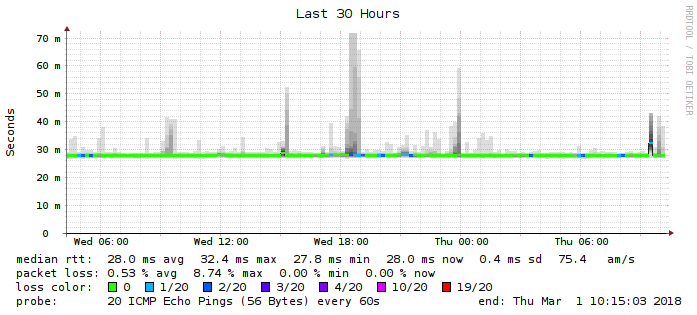 Last 30 Hours
RRDTOOL / TOBI OETIKER
Seconds
70 m
60 m
50 m
40 m
30 m
20 m
10 m
0
Wed 06:00 Wed 12:00 Wed 18:00 Thu 00:00 Thu 06:00
median rtt: 28.0 ms avg 32.4 ms max 27.8 ms min 28.0 ms now 0.4 ms sd 75.4 am/s
packet loss: 0.53 % avg 8.74 % max 0.00 % min 0.00 % now
loss color: 0 1/20 2/20 3/20 4/20 10/20 19/20
probe: 20 ICMP Echo Pings (56 Bytes) every 60s end: Thu Mar 1 10:15:03 2018